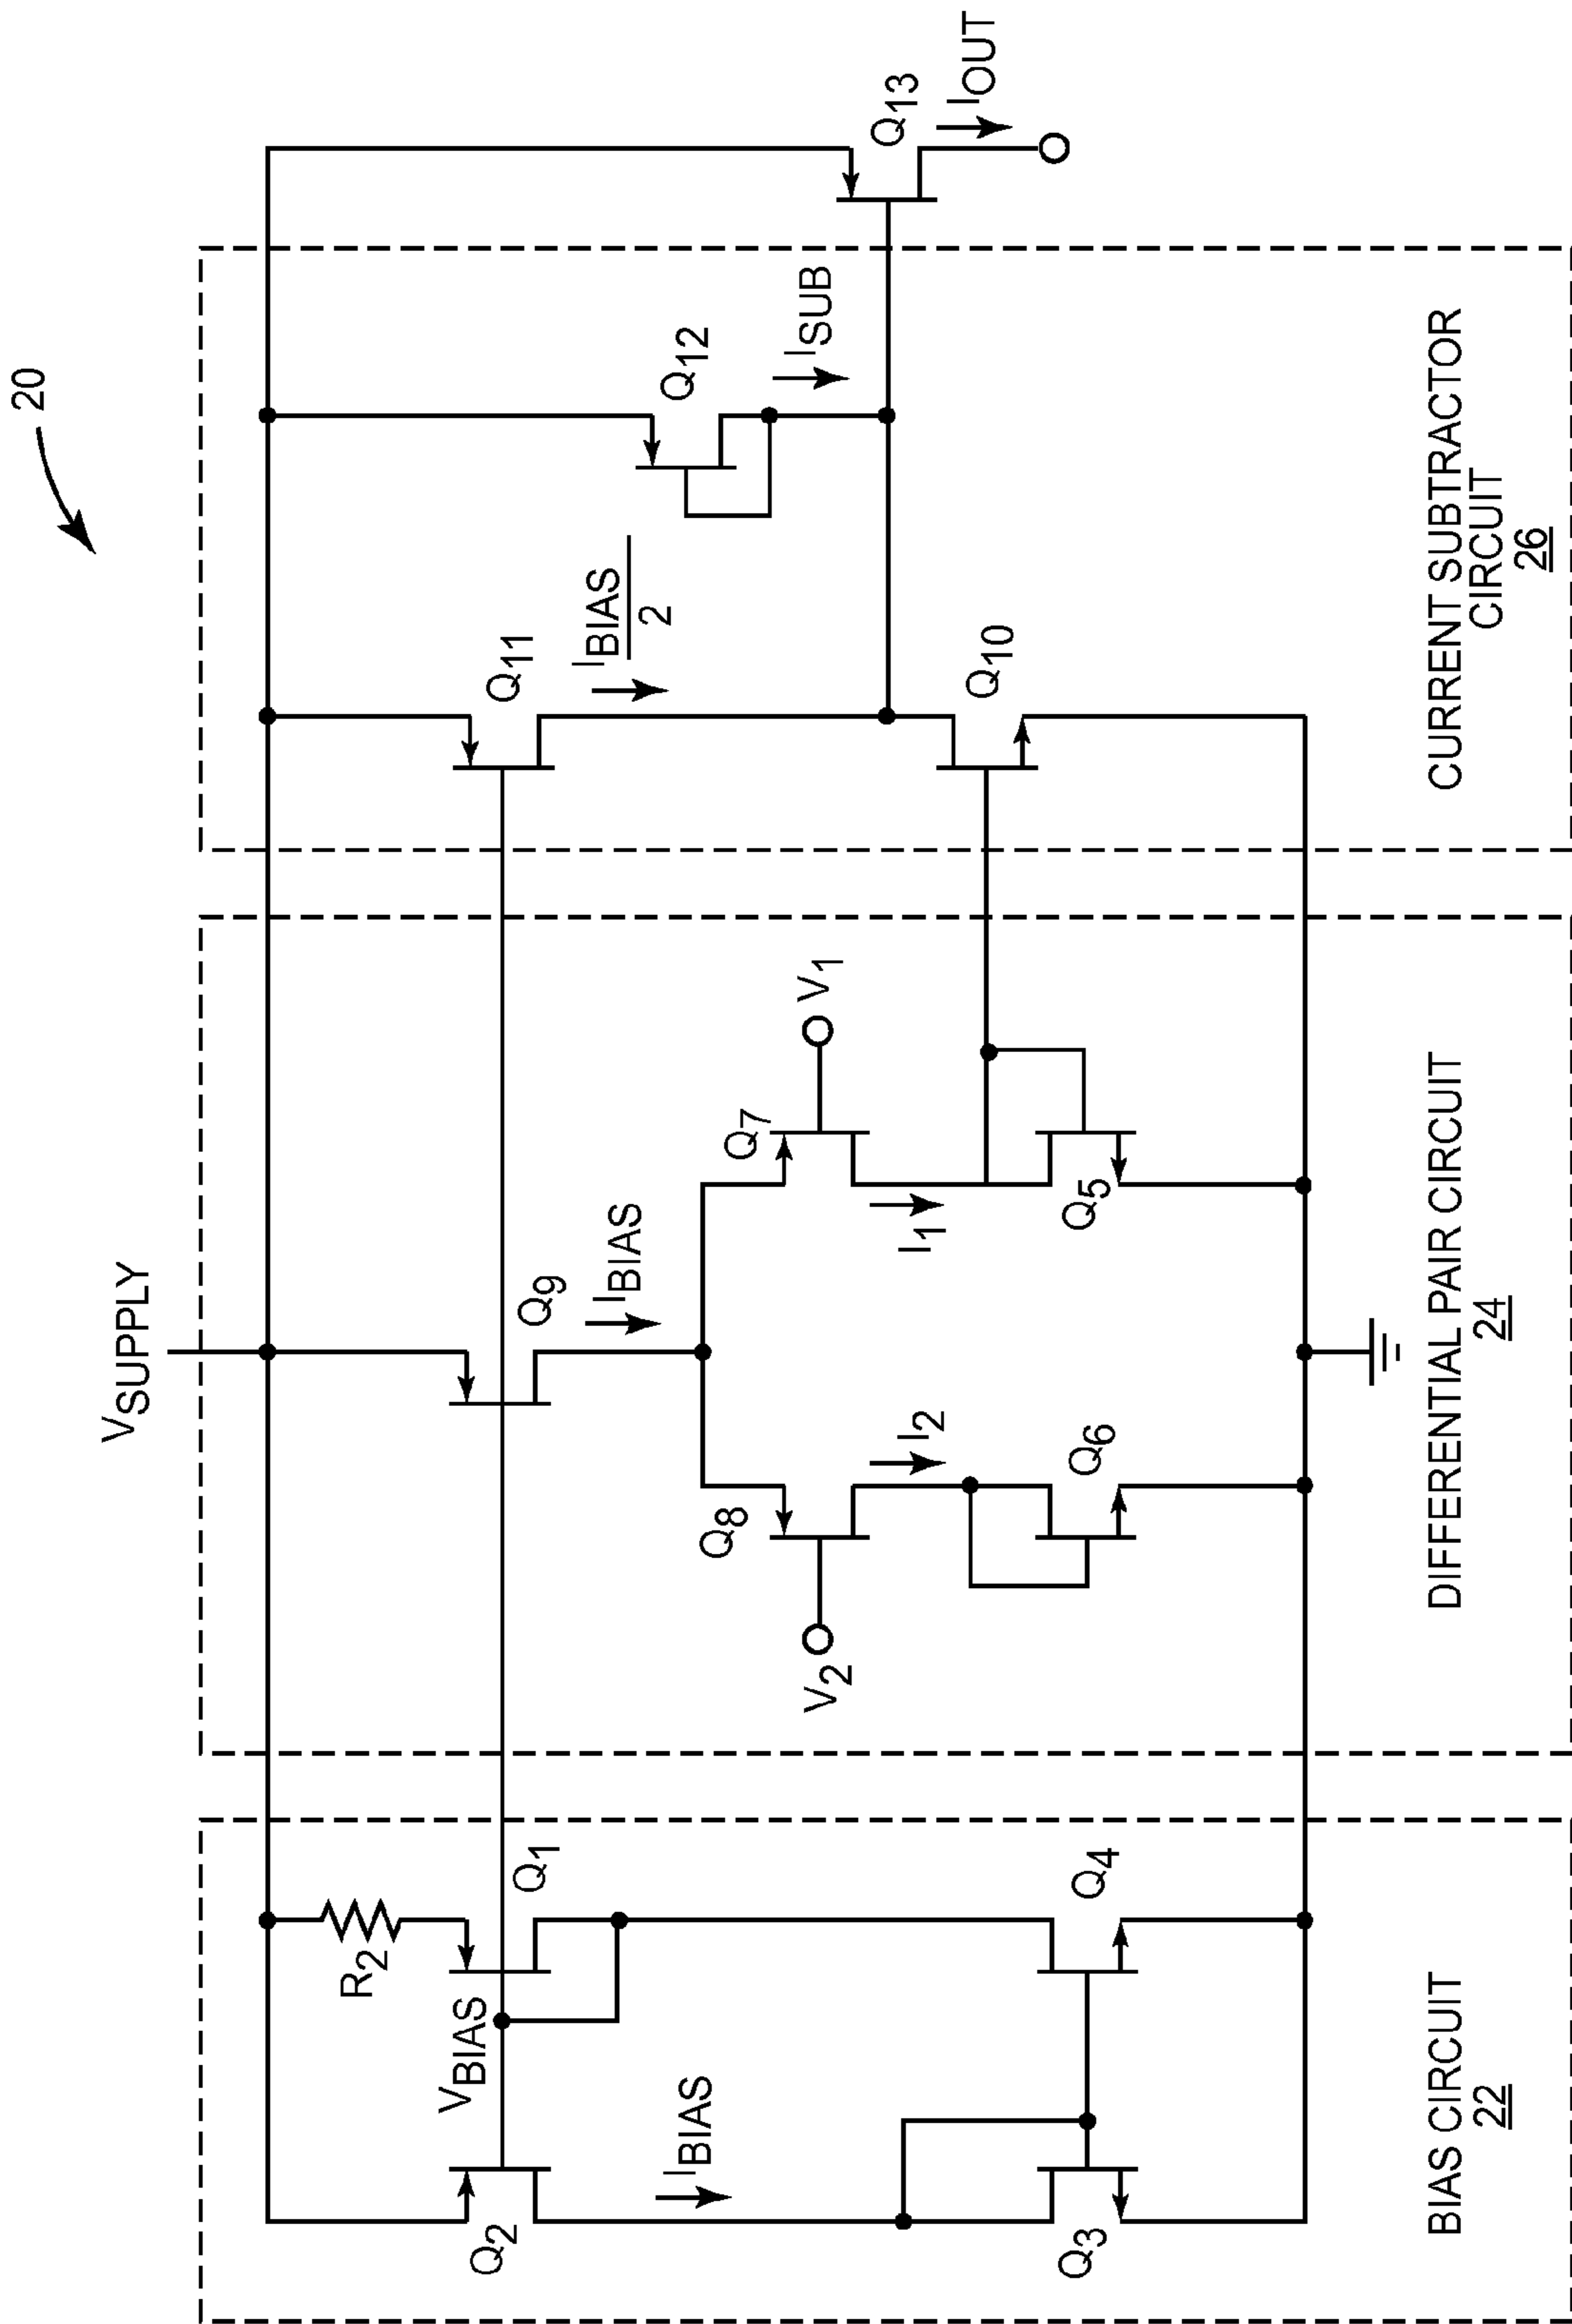 20
VSUPPLY
R2
Q2
VBIAS
Q1
IBIAS
Q3
Q4
BIAS CIRCUIT
22
Q9
IBIAS
Q8
V2
I2
Q6
Q7
V1
I1
Q5
DIFFERENTIAL PAIR CIRCUIT
24
Q11
IBIAS
2
Q10
Q12
ISUB
CURRENT SUBTRACTOR
CIRCUIT
26
Q13
IOUT